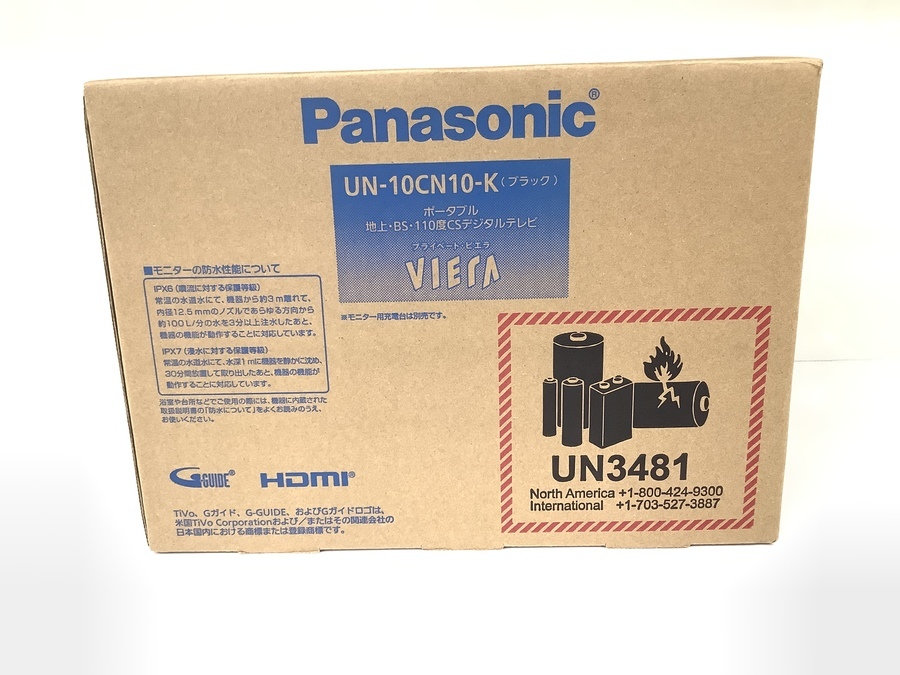 Panasonic®
UN-10CN10-K(ブラック)
ポータブル
地上・BS・110度CSデジタルテレビ
プライベート・ビエラ
VIERA
※モニター用充電台は別売です。
■モニターの防水性能について
IPX6(噴流に対する保護等級)
常温の水道水にて、機器から約3m離れて、
内径12.5mmのノズルであらゆる方向から
約100L/分の水を3分以上注水したあと、
機器の機能が動作することに対応しています。
IPX7(浸水に対する保護等級)
常温の水道水にて、水深1mに機器を静かに沈め、
30分間放置して取り出したあと、機器の機能が
動作することに対応しています。
浴室や台所などでご使用の際には、機器に内蔵された
取扱説明書の「防水について」をよくお読みのうえ、
お使いください。
G-GUIDE®
HDMI®
TiVo、Gガイド、G-GUIDE、およびGガイドロゴは、
米国TiVo Corporationおよび/またはその関連会社の
日本国内における商標または登録商標です。
UN3481
North America +1-800-424-9300
International +1-703-527-3887